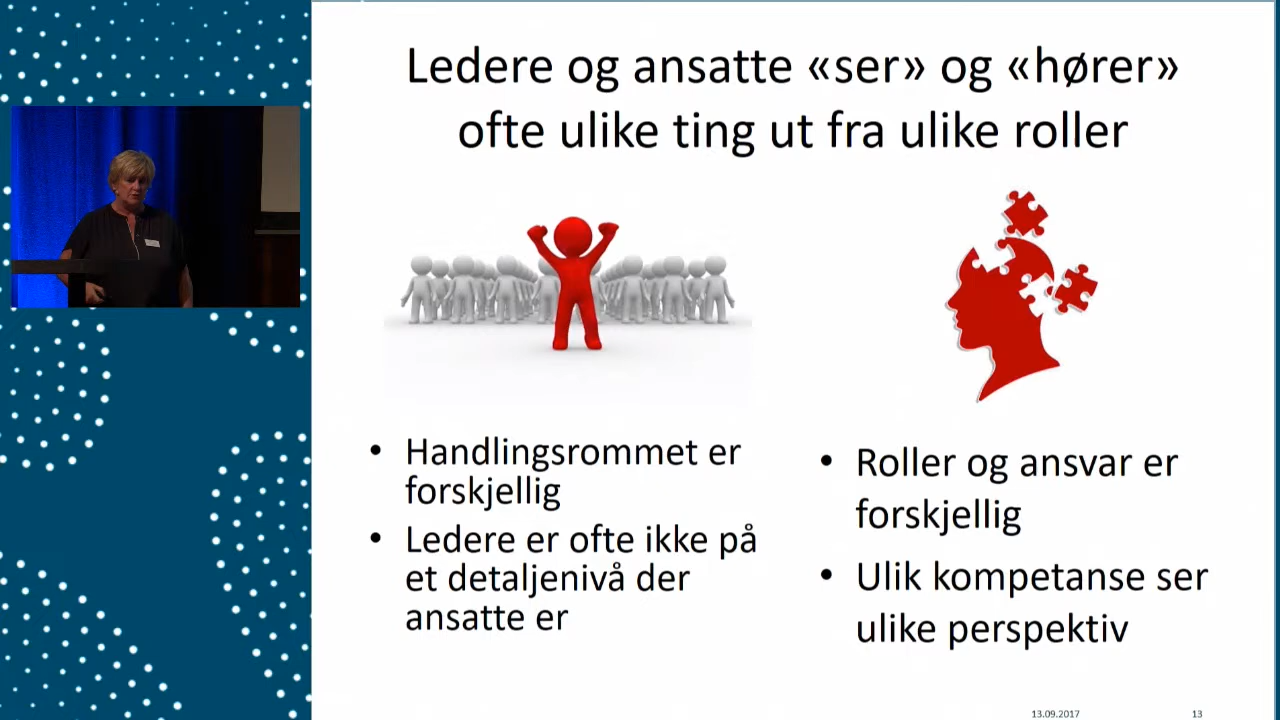 Ledere og ansatte «ser» og «hører»
ofte ulike ting ut fra ulike roller
• Handlingsrommet er
forskjellig
• Ledere er ofte ikke på
et detaljenivå der
ansatte er
• Roller og ansvar er
forskjellig
• Ulik kompetanse ser
ulike perspektiv
13.09.2017
13